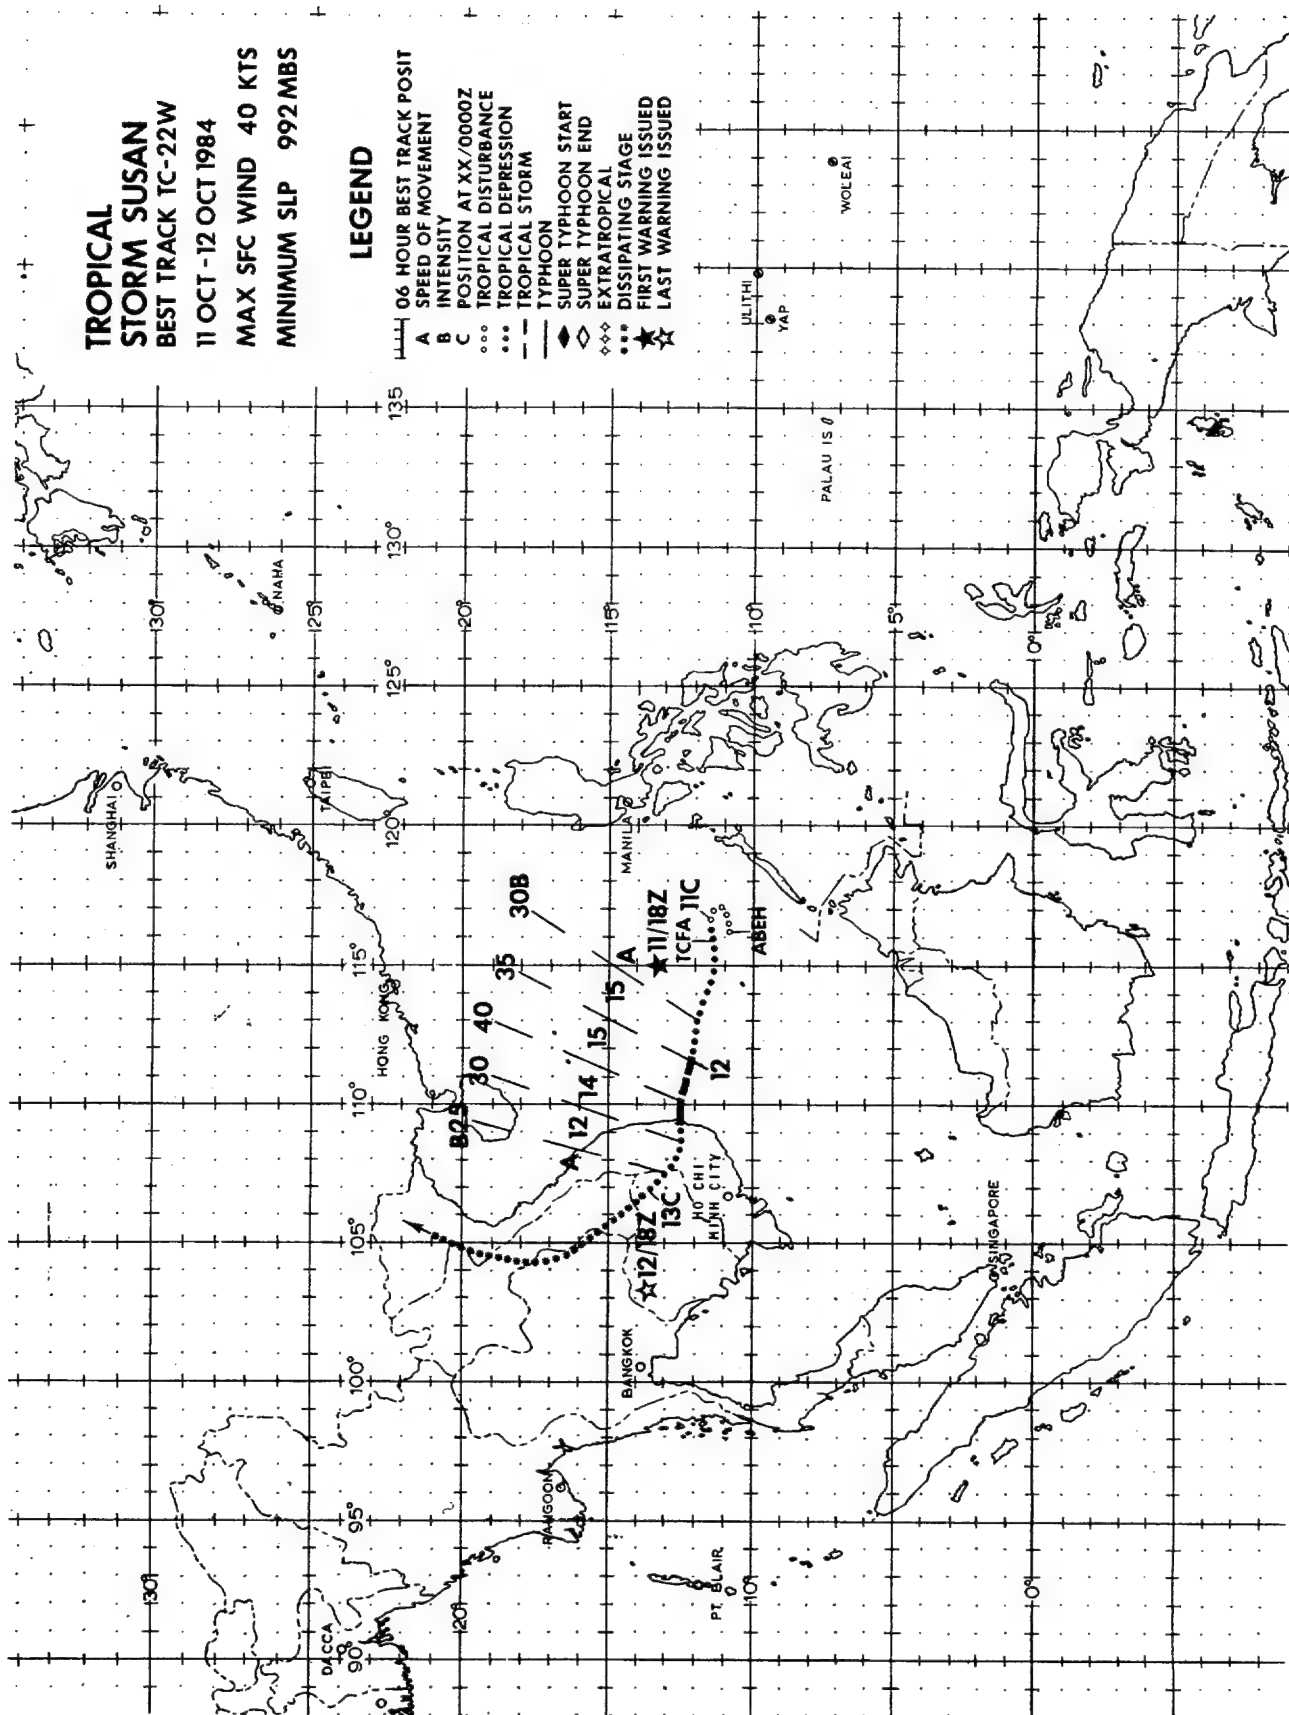 TROPICAL
STORM SUSAN
BEST TRACK TC-22W
11 OCT-12 OCT 1984
MAX SFC WIND 40 KTS
MINIMUM SLP 992 MBS
LEGEND
06 HOUR BEST TRACK POSIT
A SPEED OF MOVEMENT
B INTENSITY
C POSITION AT XX/0000Z
TROPICAL DISTURBANCE
TROPICAL DEPRESSION
TROPICAL STORM
TYPHOON
SUPER TYPHOON START
SUPER TYPHOON END
EXTRATROPICAL
DISSIPATING STAGE
FIRST WARNING ISSUED
LAST WARNING ISSUED
SHANGHAI
30°
NAHA
TAIPEI
25°
DACCA
90°
95°
100°
105°
110°
HONG KONG
115°
120°
125°
130°
135
20°
B25
30
40
35
30B
RANGOON
A
12
14
15
15
A
15°
BANGKOK
MANILA
12/18Z
13C
11/18Z
TCFA 11C
12
HO CHI
MINH CITY
ABEH
PT. BLAIR
10°
ULITHI
YAP
PALAU IS
WOLEAI
5°
SINGAPORE
0°
0°
30°
20°
10°